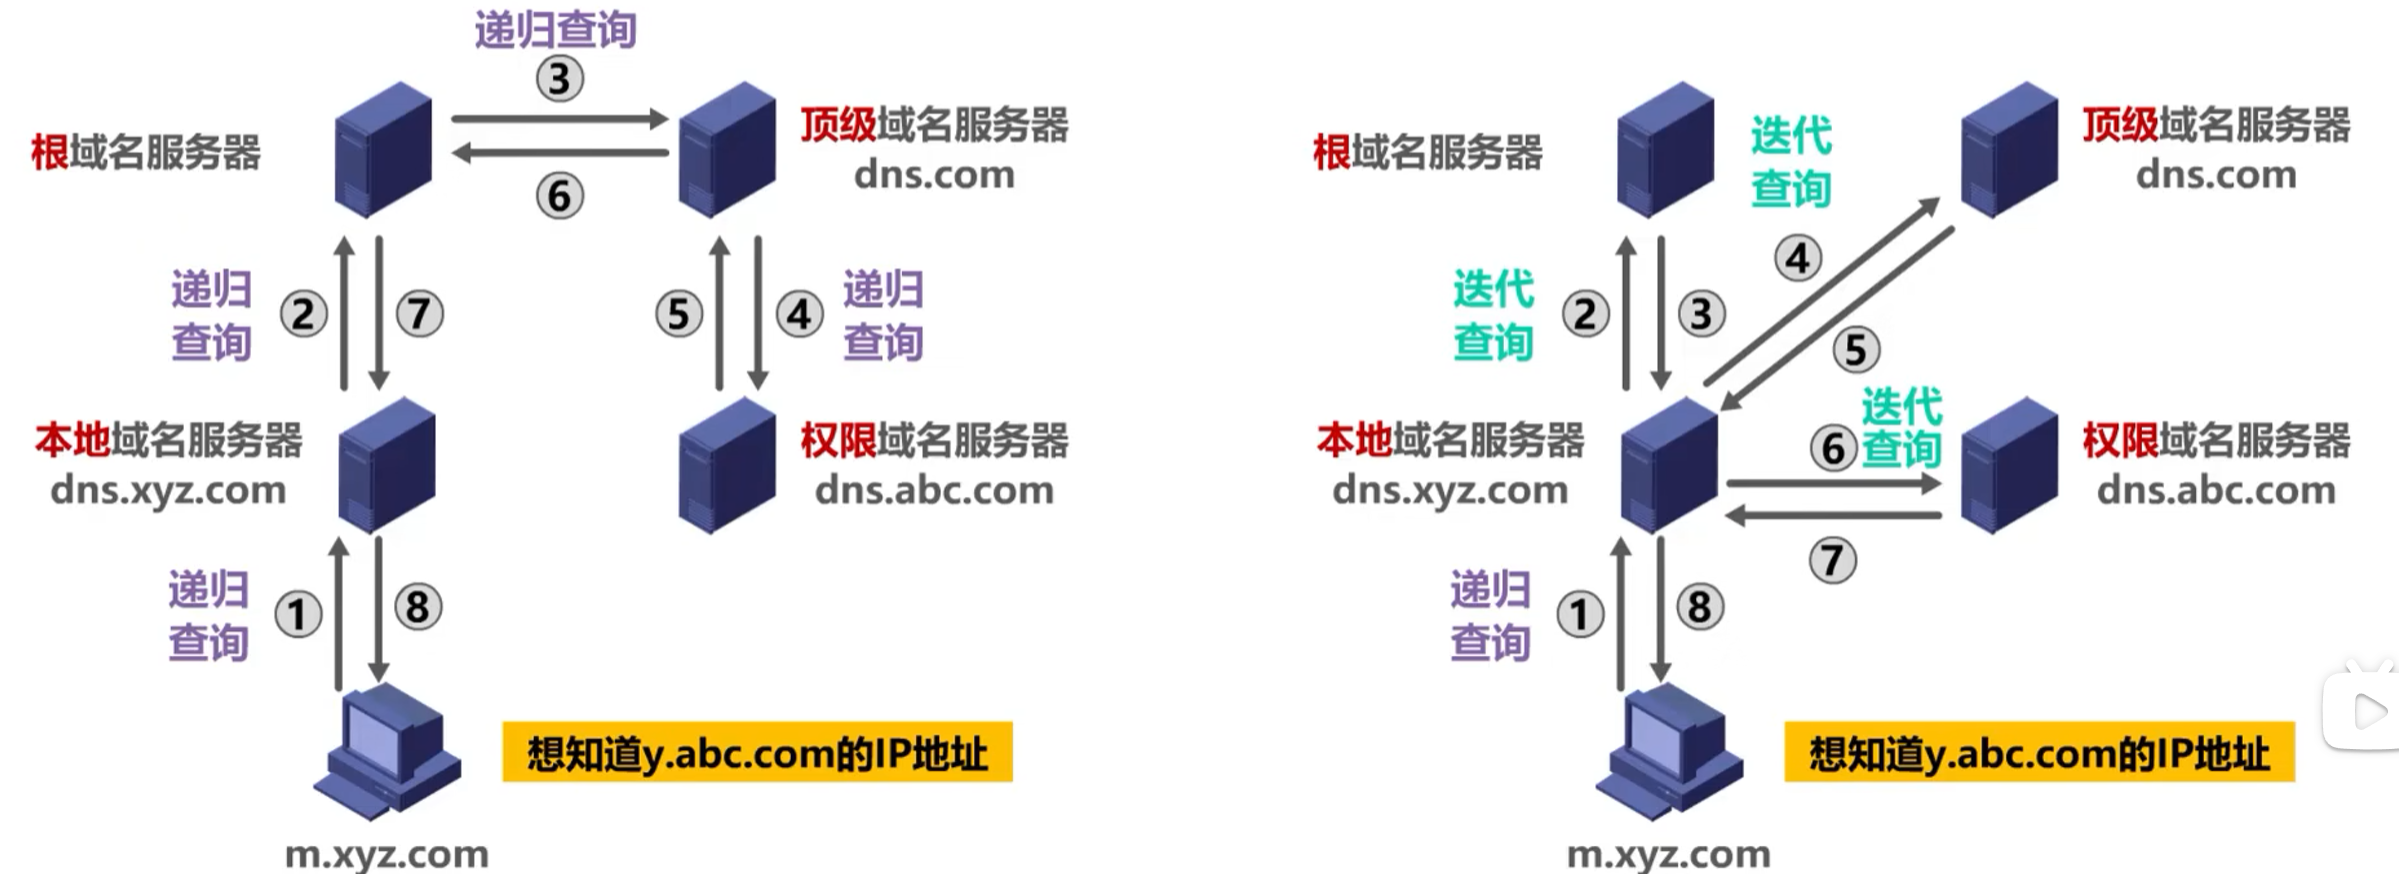 递归查询
③
根域名服务器
顶级域名服务器
dns.com
⑥
递归
查询
②
⑦
⑤
④
递归
查询
本地域名服务器
dns.xyz.com
权限域名服务器
dns.abc.com
递归
查询
①
⑧
想知道y.abc.com的IP地址
m.xyz.com
根域名服务器
迭代
查询
顶级域名服务器
dns.com
④
迭代
查询
②
③
⑤
本地域名服务器
dns.xyz.com
迭代
查询
⑥
权限域名服务器
dns.abc.com
⑦
递归
查询
①
⑧
想知道y.abc.com的IP地址
m.xyz.com